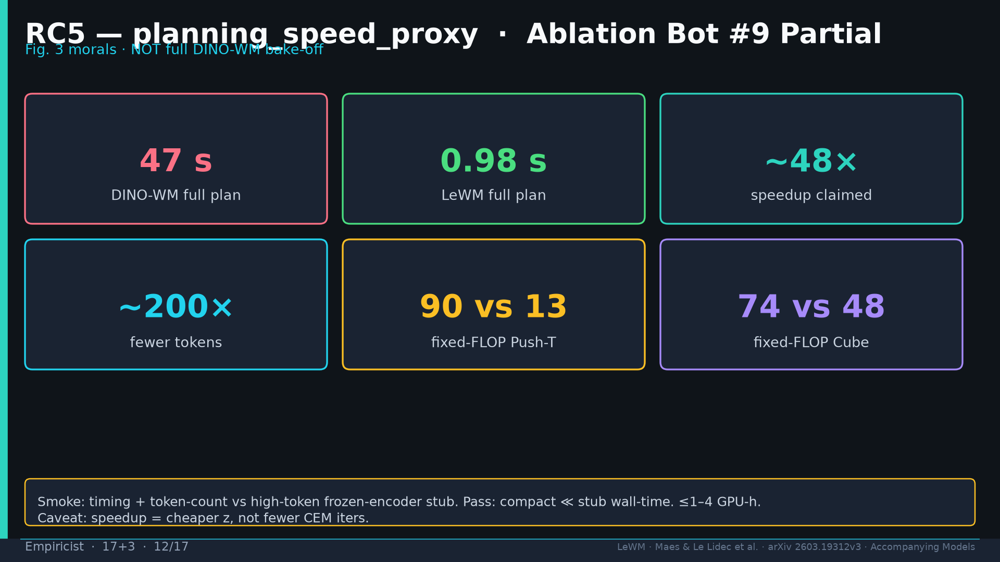 RC5 — planning_speed_proxy · Ablation Bot #9 Partial
Fig. 3 morals · NOT full DINO-WM bake-off
47 s
DINO-WM full plan
0.98 s
LeWM full plan
~48×
speedup claimed
~200×
fewer tokens
90 vs 13
fixed-FLOP Push-T
74 vs 48
fixed-FLOP Cube
Smoke: timing + token-count vs high-token frozen-encoder stub. Pass: compact ≪ stub wall-time. ≤1–4 GPU-h.
Caveat: speedup = cheaper z, not fewer CEM iters.
Empiricist · 17+3 · 12/17
LeWM · Maes & Le Lidec et al. · arXiv 2603.19312v3 · Accompanying Models